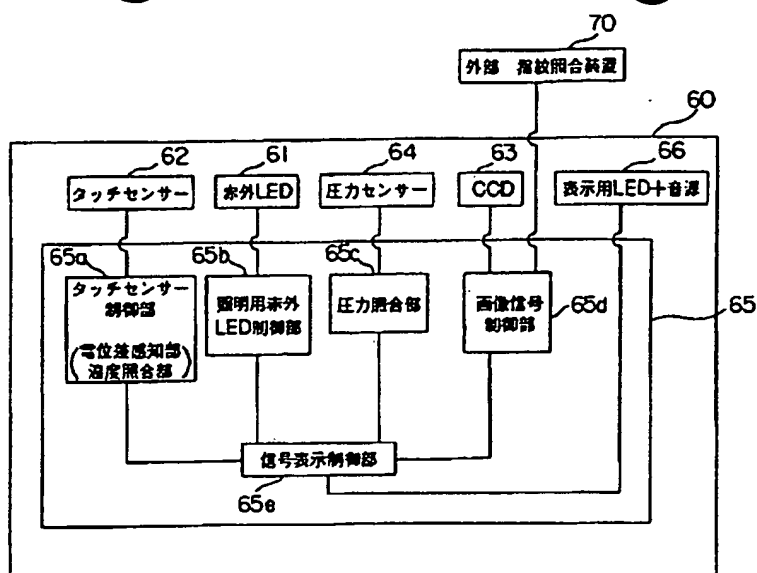 70
外部 指紋照合装置
60
62
61
64
63
66
タッチセンサー
赤外LED
圧力センサー
CCD
表示用LED+音源
65a
65b
65c
タッチセンサー
制御部
(電位差感知部
温度照合部)
照明用赤外
LED制御部
圧力照合部
画像信号
制御部
65d
65
信号表示制御部
65e